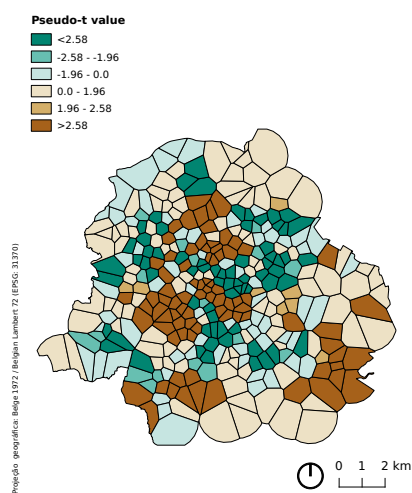 Pseudo-t value
<2.58
-2.58 - -1.96
-1.96 - 0.0
0.0 - 1.96
1.96 - 2.58
>2.58
Projeção geográfica: Belge 1972 / Belgian Lambert 72 (EPSG: 31370)
0 1 2 km